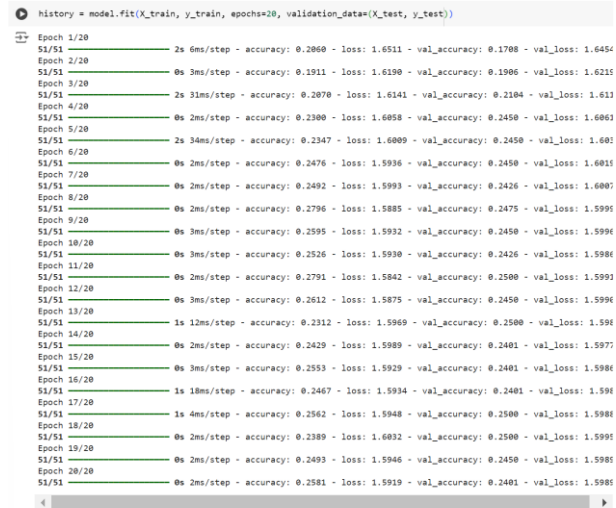 history = model.fit(X_train, y_train, epochs=20, validation_data=(X_test, y_test))
Epoch 1/20
51/51 2s 6ms/step - accuracy: 0.2060 - loss: 1.6511 - val_accuracy: 0.1708 - val_loss: 1.6454
Epoch 2/20
51/51 0s 3ms/step - accuracy: 0.1911 - loss: 1.6190 - val_accuracy: 0.1906 - val_loss: 1.6219
Epoch 3/20
51/51 2s 31ms/step - accuracy: 0.2070 - loss: 1.6141 - val_accuracy: 0.2104 - val_loss: 1.611
Epoch 4/20
51/51 0s 2ms/step - accuracy: 0.2300 - loss: 1.6058 - val_accuracy: 0.2450 - val_loss: 1.6061
Epoch 5/20
51/51 2s 34ms/step - accuracy: 0.2347 - loss: 1.6009 - val_accuracy: 0.2450 - val_loss: 1.603
Epoch 6/20
51/51 0s 2ms/step - accuracy: 0.2476 - loss: 1.5936 - val_accuracy: 0.2450 - val_loss: 1.6019
Epoch 7/20
51/51 0s 2ms/step - accuracy: 0.2492 - loss: 1.5993 - val_accuracy: 0.2426 - val_loss: 1.6007
Epoch 8/20
51/51 0s 2ms/step - accuracy: 0.2796 - loss: 1.5885 - val_accuracy: 0.2475 - val_loss: 1.5999
Epoch 9/20
51/51 0s 3ms/step - accuracy: 0.2595 - loss: 1.5932 - val_accuracy: 0.2450 - val_loss: 1.5996
Epoch 10/20
51/51 0s 3ms/step - accuracy: 0.2526 - loss: 1.5930 - val_accuracy: 0.2426 - val_loss: 1.5986
Epoch 11/20
51/51 0s 2ms/step - accuracy: 0.2791 - loss: 1.5842 - val_accuracy: 0.2500 - val_loss: 1.5991
Epoch 12/20
51/51 0s 3ms/step - accuracy: 0.2612 - loss: 1.5875 - val_accuracy: 0.2450 - val_loss: 1.5990
Epoch 13/20
51/51 1s 12ms/step - accuracy: 0.2312 - loss: 1.5969 - val_accuracy: 0.2500 - val_loss: 1.598
Epoch 14/20
51/51 0s 2ms/step - accuracy: 0.2429 - loss: 1.5989 - val_accuracy: 0.2401 - val_loss: 1.5977
Epoch 15/20
51/51 0s 3ms/step - accuracy: 0.2553 - loss: 1.5929 - val_accuracy: 0.2401 - val_loss: 1.5986
Epoch 16/20
51/51 1s 18ms/step - accuracy: 0.2467 - loss: 1.5934 - val_accuracy: 0.2401 - val_loss: 1.598
Epoch 17/20
51/51 1s 4ms/step - accuracy: 0.2562 - loss: 1.5948 - val_accuracy: 0.2500 - val_loss: 1.5988
Epoch 18/20
51/51 0s 2ms/step - accuracy: 0.2389 - loss: 1.6032 - val_accuracy: 0.2500 - val_loss: 1.5995
Epoch 19/20
51/51 0s 2ms/step - accuracy: 0.2493 - loss: 1.5946 - val_accuracy: 0.2450 - val_loss: 1.5989
Epoch 20/20
51/51 0s 2ms/step - accuracy: 0.2581 - loss: 1.5919 - val_accuracy: 0.2401 - val_loss: 1.5989